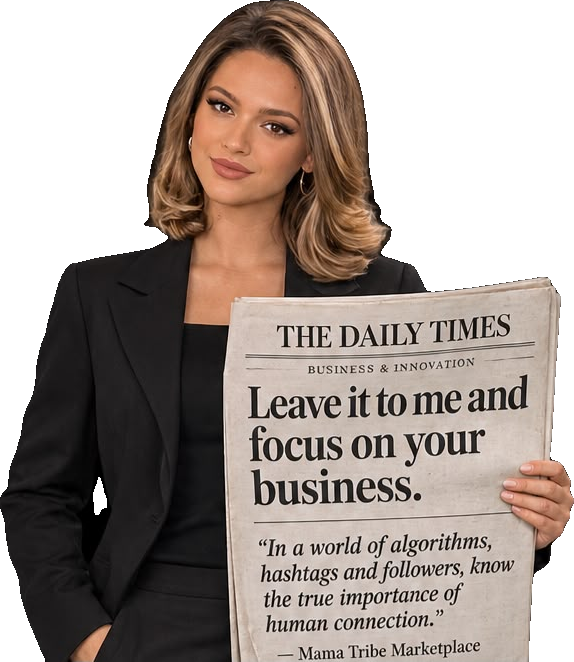 THE DAILY TIMES
BUSINESS & INNOVATION
Leave it to me and
focus on your
business.
“In a world of algorithms,
hashtags and followers, know
the true importance of
human connection.”
— Mama Tribe Marketplace